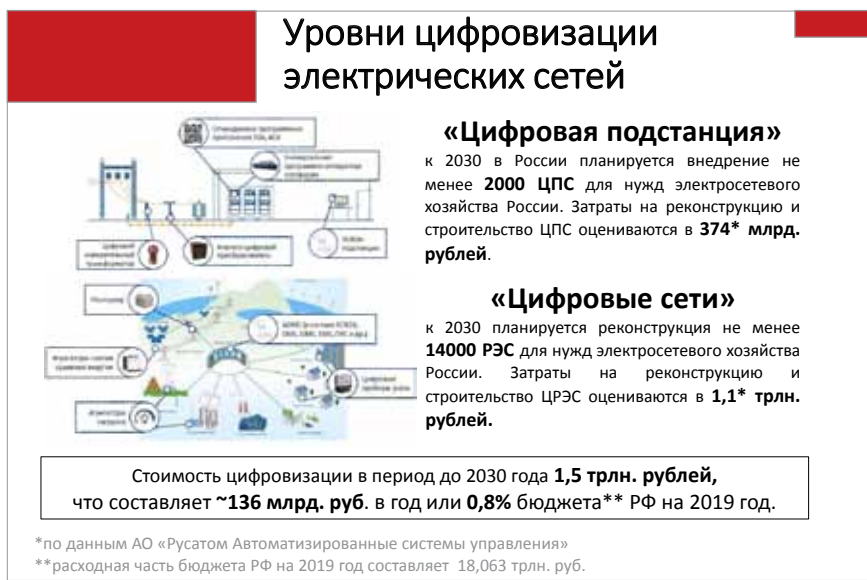 Уровни цифровизации
электрических сетей
«Цифровая подстанция»
к 2030 в России планируется внедрение не
менее 2000 ЦПС для нужд электросетевого
хозяйства России. Затраты на реконструкцию и
строительство ЦПС оцениваются в 374* млрд.
рублей.
Цифровой
измерительный
трансформатор
«Цифровые сети»
к 2030 планируется реконструкция не менее
14000 РЭС для нужд электросетевого хозяйства
России. Затраты на реконструкцию и
строительство ЦРЭС оцениваются в 1,1* трлн.
рублей.
Цифровые
Стоимость цифровизации в период до 2030 года 1,5 трлн. рублей,
что составляет ~136 млрд. руб. в год или 0,8% бюджета** РФ на 2019 год.
*по данным АО «Русатом Автоматизированные системы управления»
**расходная часть бюджета РФ на 2019 год составляет 18,063 трлн. руб.